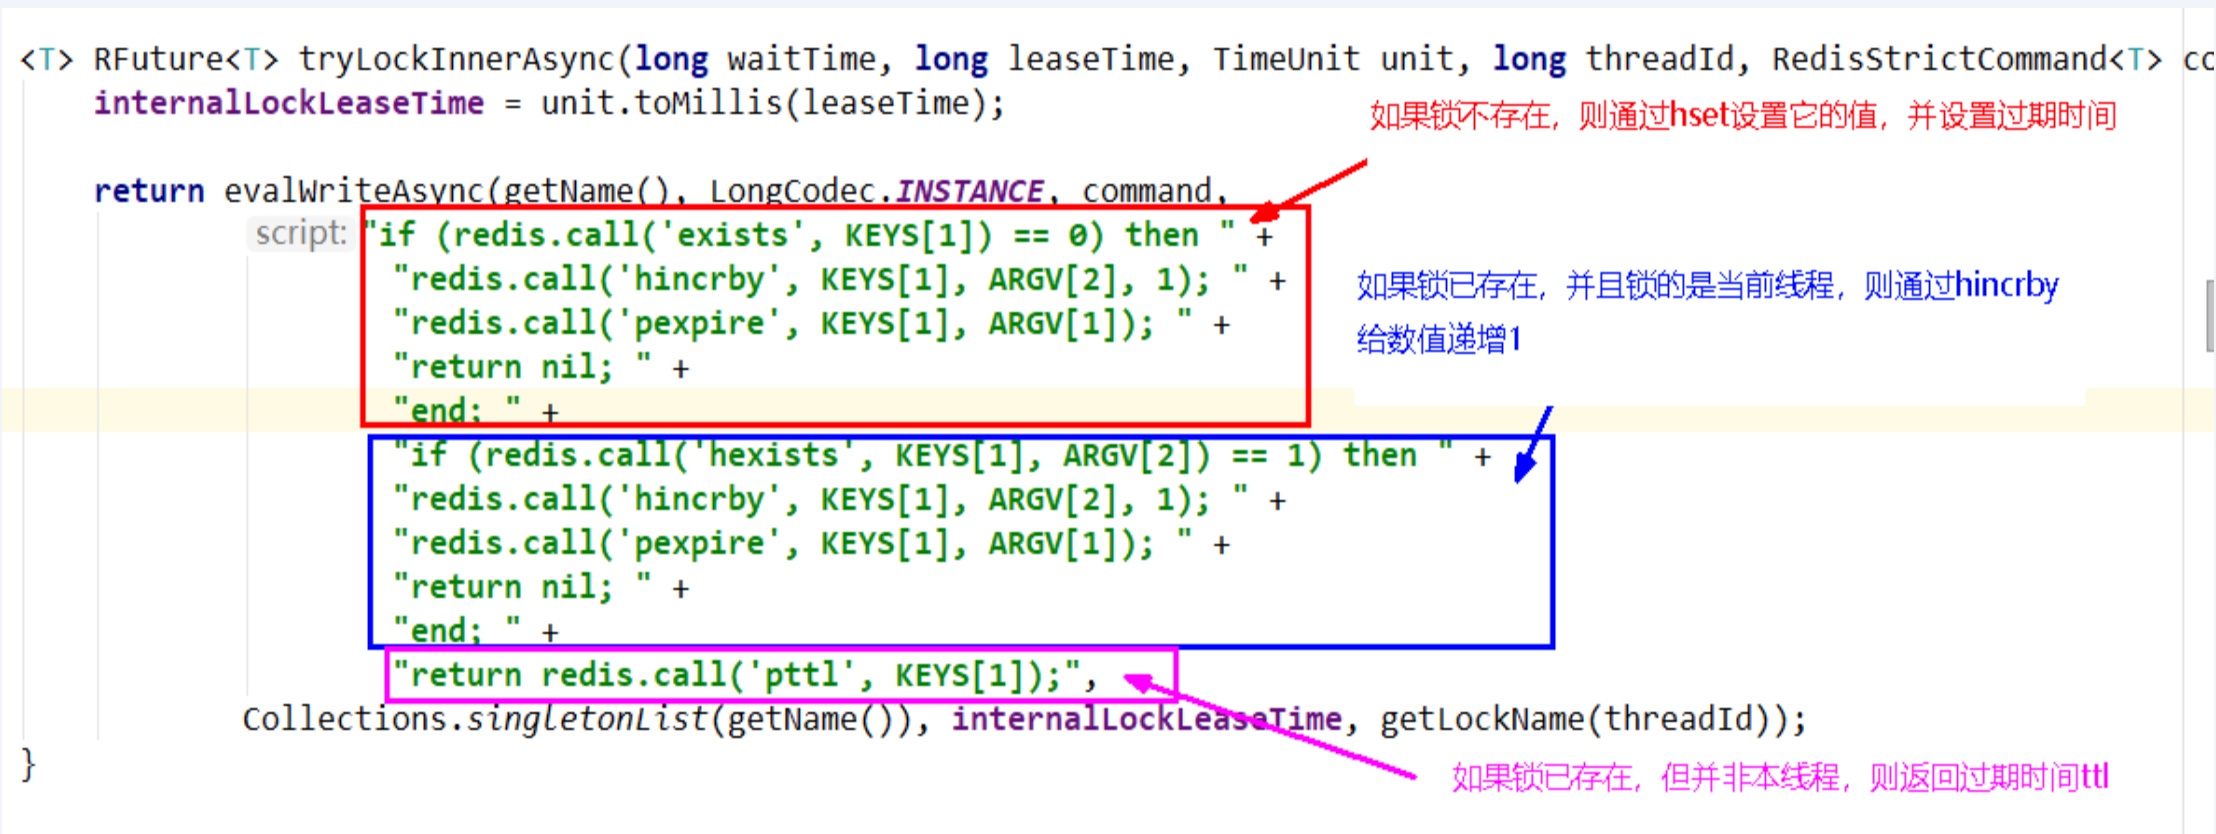 <T> RFuture<T> tryLockInnerAsync(long waitTime, long leaseTime, TimeUnit unit, long threadId, RedisStrictCommand<T> co
internalLockLeaseTime = unit.toMillis(leaseTime);
如果锁不存在，则通过hset设置它的值，并设置过期时间
return evalWriteAsync(getName(), LongCodec.INSTANCE, command,
script: "if (redis.call('exists', KEYS[1]) == 0) then " +
"redis.call('hincrby', KEYS[1], ARGV[2], 1); " +
如果锁已存在，并且锁的是当前线程，则通过hincrby
"redis.call('pexpire', KEYS[1], ARGV[1]); " +
给数值递增1
"return nil; " +
"end; " +
"if (redis.call('hexists', KEYS[1], ARGV[2]) == 1) then " +
"redis.call('hincrby', KEYS[1], ARGV[2], 1); " +
"redis.call('pexpire', KEYS[1], ARGV[1]); " +
"return nil; " +
"end; " +
"return redis.call('pttl', KEYS[1]);",
Collections.singletonList(getName()), internalLockLeaseTime, getLockName(threadId));
}
如果锁已存在，但并非本线程，则返回过期时间ttl